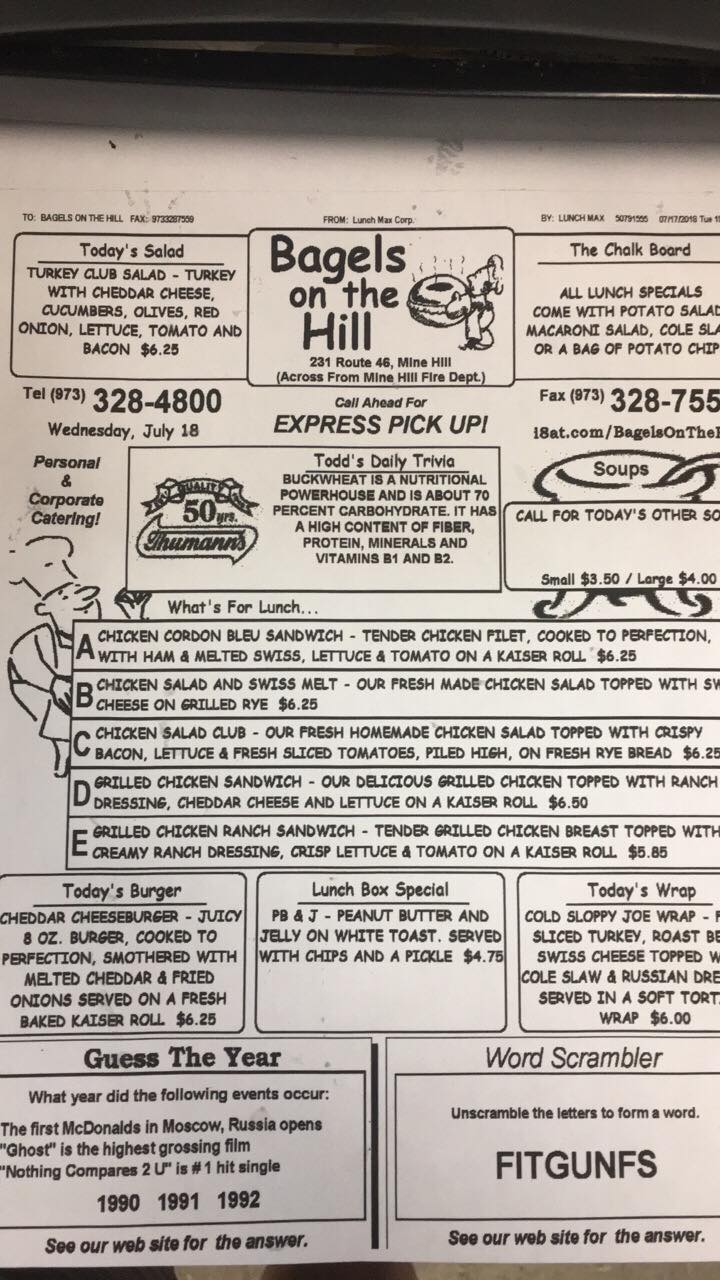 TO: BAGELS ON THE HILL FAX: 9733287559 FROM: Lunch Max Corp. BY: LUNCH MAX 50791555 07/17/2018 Tue
Today's Salad
TURKEY CLUB SALAD - TURKEY
WITH CHEDDAR CHEESE,
CUCUMBERS, OLIVES, RED
ONION, LETTUCE, TOMATO AND
BACON $6.25
Bagels
on the
Hill
231 Route 46, Mine Hill
(Across From Mine Hill Fire Dept.)
The Chalk Board
ALL LUNCH SPECIALS
COME WITH POTATO SALAD
MACARONI SALAD, COLE SLA
OR A BAG OF POTATO CHIP
Tel (973) 328-4800
Wednesday, July 18
Call Ahead For
EXPRESS PICK UP!
Fax (973) 328-755
i8at.com/BagelsOnTheH
Personal
&
Corporate
Catering!
QUALITY
50 yrs.
Thumann's
Todd's Daily Trivia
BUCKWHEAT IS A NUTRITIONAL
POWERHOUSE AND IS ABOUT 70
PERCENT CARBOHYDRATE. IT HAS
A HIGH CONTENT OF FIBER,
PROTEIN, MINERALS AND
VITAMINS B1 AND B2.
Soups
CALL FOR TODAY'S OTHER SO
Small $3.50 / Large $4.00
What's For Lunch...
A CHICKEN CORDON BLEU SANDWICH - TENDER CHICKEN FILET, COOKED TO PERFECTION,
WITH HAM & MELTED SWISS, LETTUCE & TOMATO ON A KAISER ROLL $6.25
B CHICKEN SALAD AND SWISS MELT - OUR FRESH MADE CHICKEN SALAD TOPPED WITH SW
CHEESE ON GRILLED RYE $6.25
C CHICKEN SALAD CLUB - OUR FRESH HOMEMADE CHICKEN SALAD TOPPED WITH CRISPY
BACON, LETTUCE & FRESH SLICED TOMATOES, PILED HIGH, ON FRESH RYE BREAD $6.25
D GRILLED CHICKEN SANDWICH - OUR DELICIOUS GRILLED CHICKEN TOPPED WITH RANCH
DRESSING, CHEDDAR CHEESE AND LETTUCE ON A KAISER ROLL $6.50
E GRILLED CHICKEN RANCH SANDWICH - TENDER GRILLED CHICKEN BREAST TOPPED WITH
CREAMY RANCH DRESSING, CRISP LETTUCE & TOMATO ON A KAISER ROLL $5.85
Today's Burger
CHEDDAR CHEESEBURGER - JUICY
8 OZ. BURGER, COOKED TO
PERFECTION, SMOTHERED WITH
MELTED CHEDDAR & FRIED
ONIONS SERVED ON A FRESH
BAKED KAISER ROLL $6.25
Lunch Box Special
PB & J - PEANUT BUTTER AND
JELLY ON WHITE TOAST. SERVED
WITH CHIPS AND A PICKLE $4.75
Today's Wrap
COLD SLOPPY JOE WRAP - F
SLICED TURKEY, ROAST BE
SWISS CHEESE TOPPED W
COLE SLAW & RUSSIAN DRE
SERVED IN A SOFT TORT
WRAP $6.00
Guess The Year
What year did the following events occur:
The first McDonalds in Moscow, Russia opens
"Ghost" is the highest grossing film
"Nothing Compares 2 U" is #1 hit single
1990 1991 1992
See our web site for the answer.
Word Scrambler
Unscramble the letters to form a word.
FITGUNFS
See our web site for the answer.